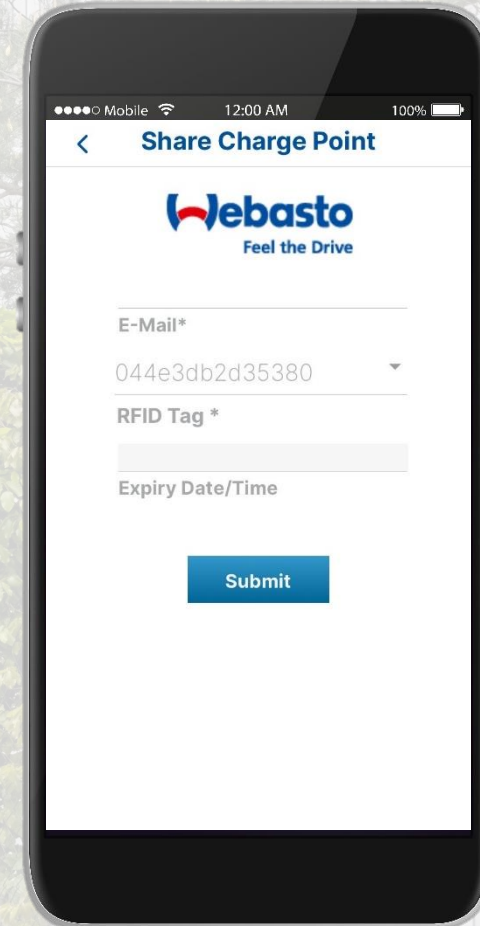 Mobile 12:00 AM 100%
Share Charge Point
Webasto
Feel the Drive
E-Mail*
044e3db2d35380
RFID Tag *
Expiry Date/Time
Submit